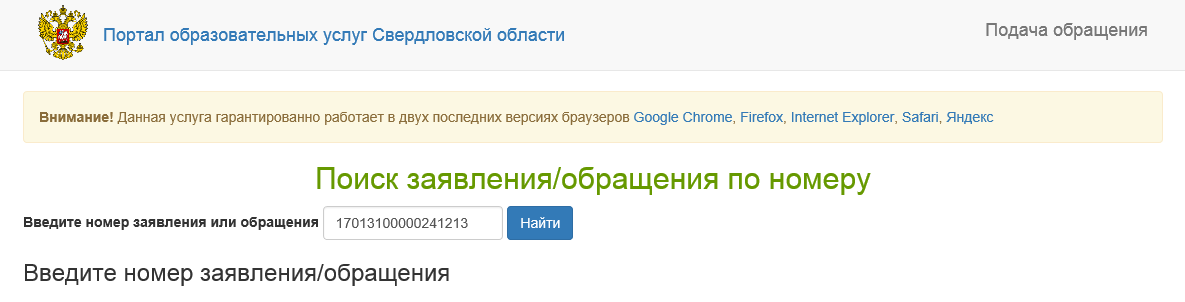 Портал образовательных услуг Свердловской области
Подача обращения
Внимание! Данная услуга гарантированно работает в двух последних версиях браузеров Google Chrome, Firefox, Internet Explorer, Safari, Яндекс
Поиск заявления/обращения по номеру
Введите номер заявления или обращения 17013100000241213 Найти
Введите номер заявления/обращения